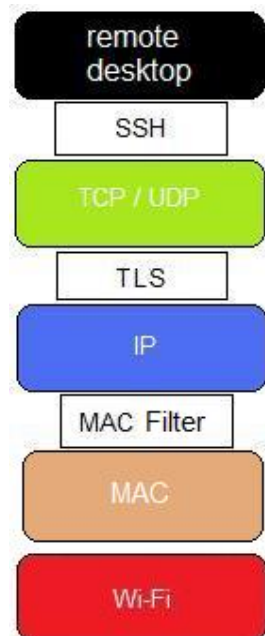 remote
desktop
SSH
TCP / UDP
TLS
IP
MAC Filter
MAC
Wi-Fi